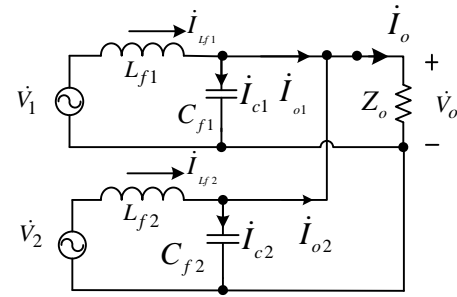 İ_Lf1
İ_o
L_f1
+
V̇_1
C_f1
İ_c1
İ_o1
Z_o
V̇_o
−
İ_Lf2
L_f2
V̇_2
C_f2
İ_c2
İ_o2